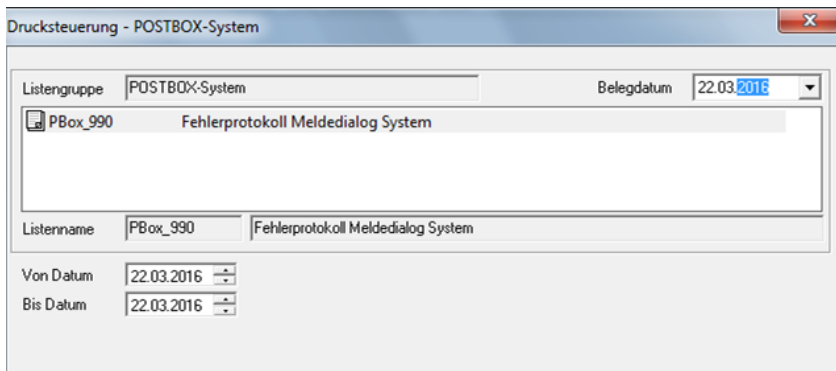 Drucksteuerung - POSTBOX-System
Listengruppe POSTBOX-System Belegdatum 22.03.2016
PBox_990 Fehlerprotokoll Meldedialog System
Listenname PBox_990 Fehlerprotokoll Meldedialog System
Von Datum 22.03.2016
Bis Datum 22.03.2016